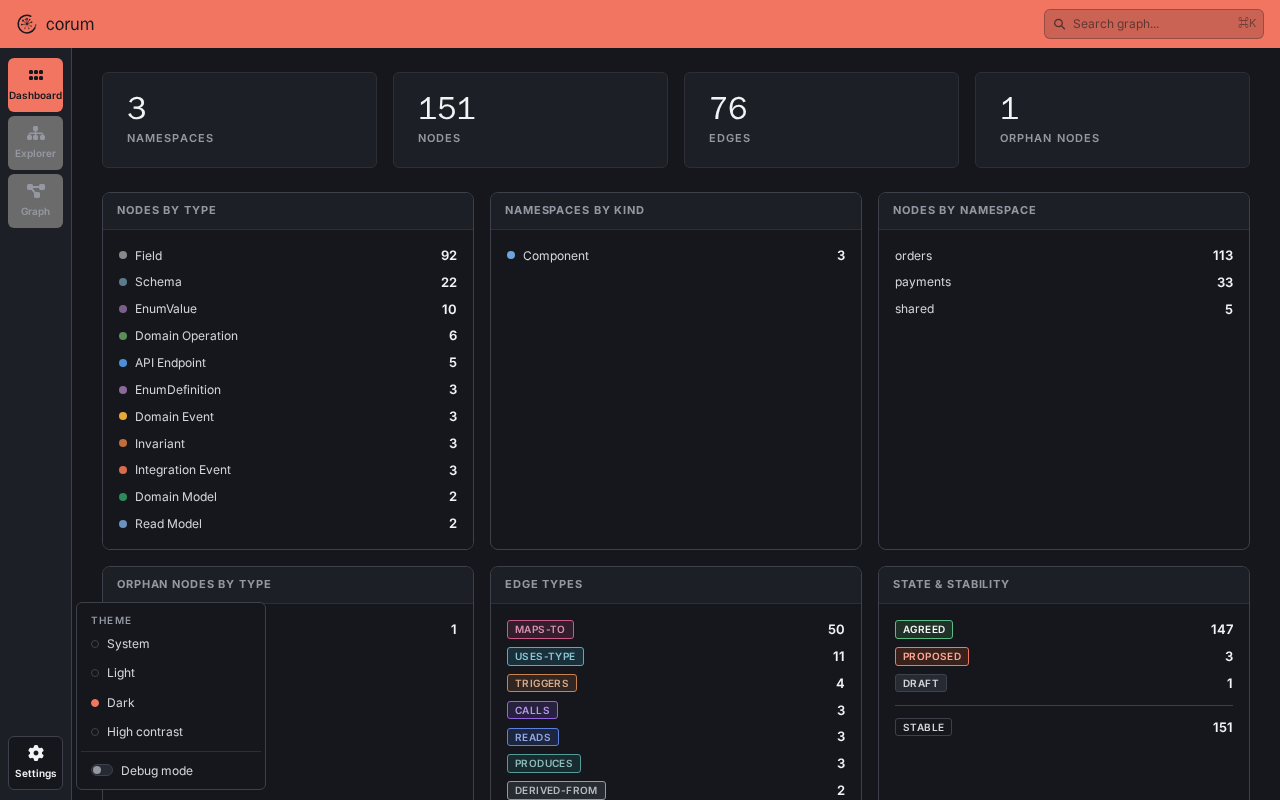 corum
Search graph...
⌘K
Dashboard
Explorer
Graph
3
NAMESPACES
151
NODES
76
EDGES
1
ORPHAN NODES
NODES BY TYPE
Field 92
Schema 22
EnumValue 10
Domain Operation 6
API Endpoint 5
EnumDefinition 3
Domain Event 3
Invariant 3
Integration Event 3
Domain Model 2
Read Model 2
NAMESPACES BY KIND
Component 3
NODES BY NAMESPACE
orders 113
payments 33
shared 5
ORPHAN NODES BY TYPE
1
EDGE TYPES
MAPS-TO 50
USES-TYPE 11
TRIGGERS 4
CALLS 3
READS 3
PRODUCES 3
DERIVED-FROM 2
STATE & STABILITY
AGREED 147
PROPOSED 3
DRAFT 1
STABLE 151
THEME
System
Light
Dark
High contrast
Debug mode
Settings